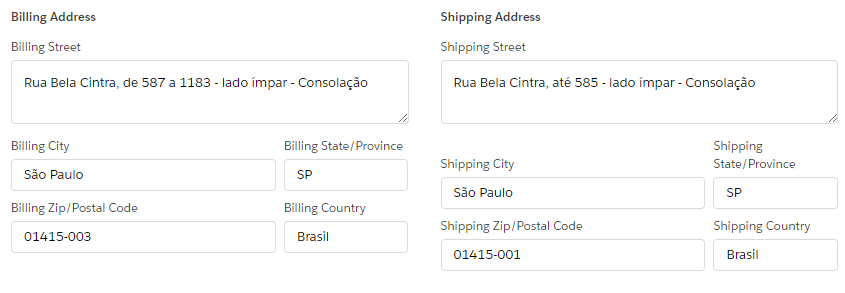 Billing Address
Billing Street
Rua Bela Cintra, de 587 a 1183 - lado ímpar - Consolação
Billing City
Billing State/Province
São Paulo
SP
Billing Zip/Postal Code
Billing Country
01415-003
Brasil
Shipping Address
Shipping Street
Rua Bela Cintra, até 585 - lado ímpar - Consolação
Shipping City
Shipping
State/Province
São Paulo
SP
Shipping Zip/Postal Code
Shipping Country
01415-001
Brasil